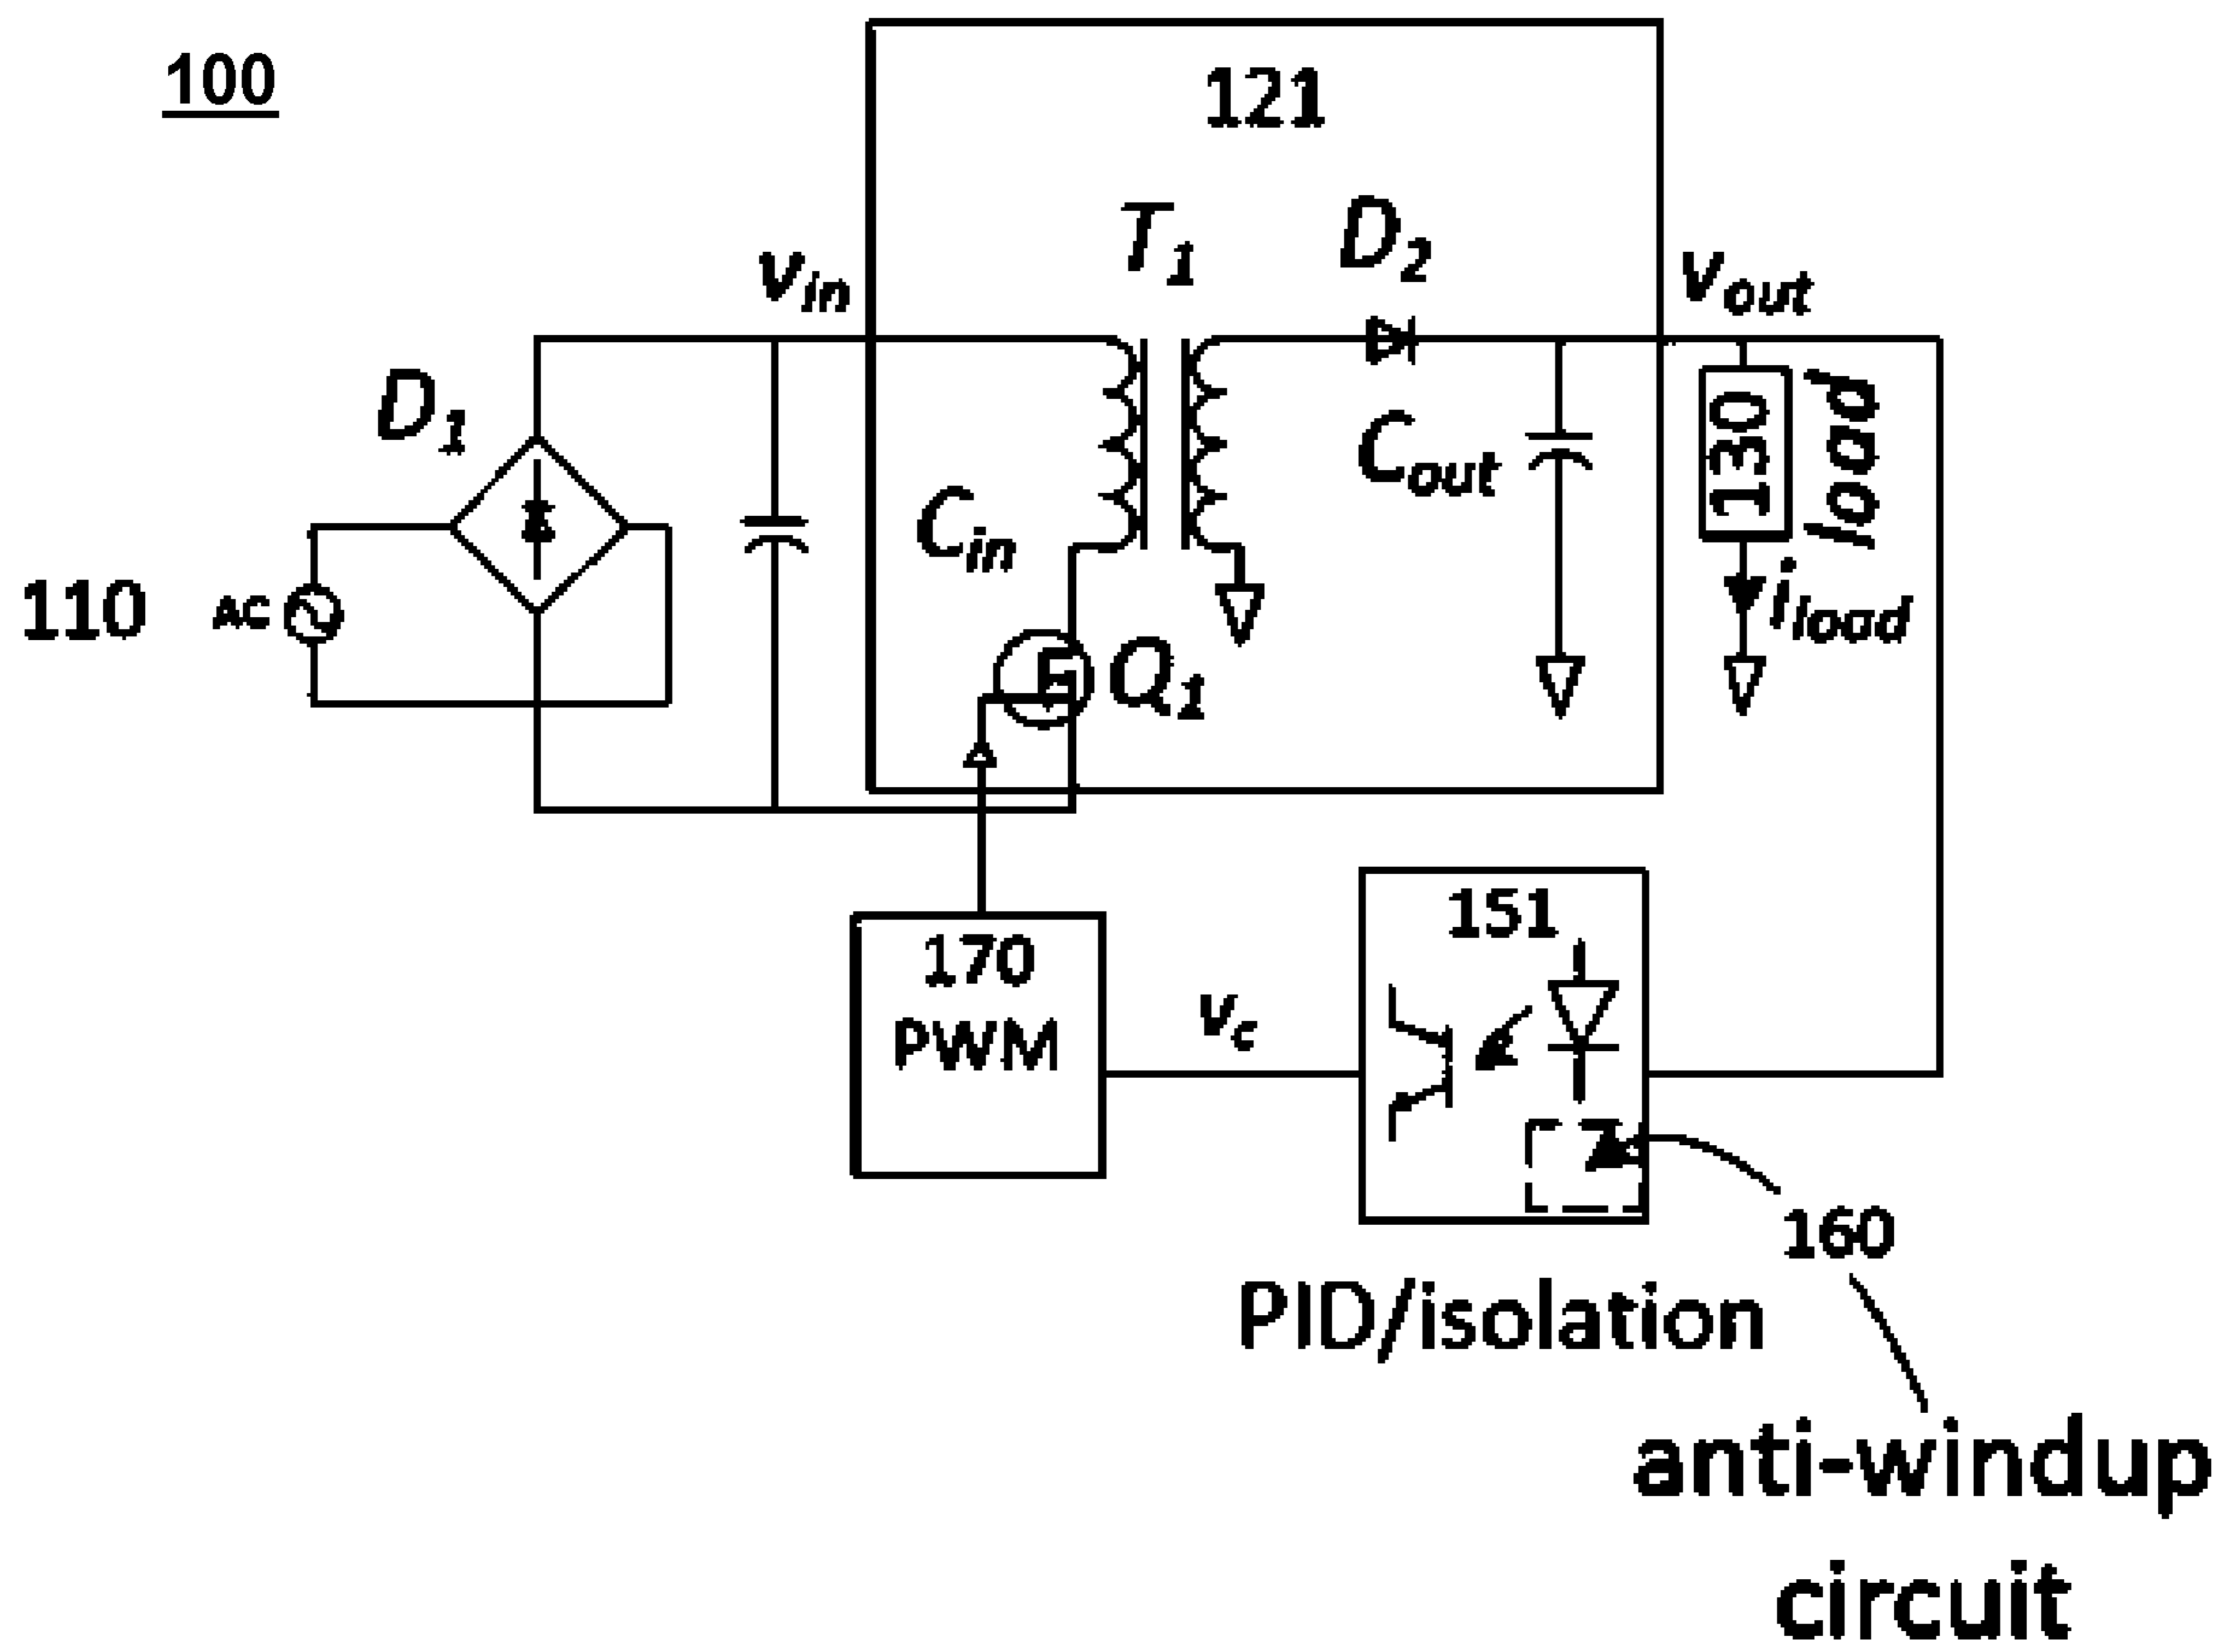 100
121
T1
D2
vin
vout
D1
Cin
Cout
130
load
iload
110
AC
Q1
170
PWM
vc
151
160
PID/isolation
anti-windup
circuit